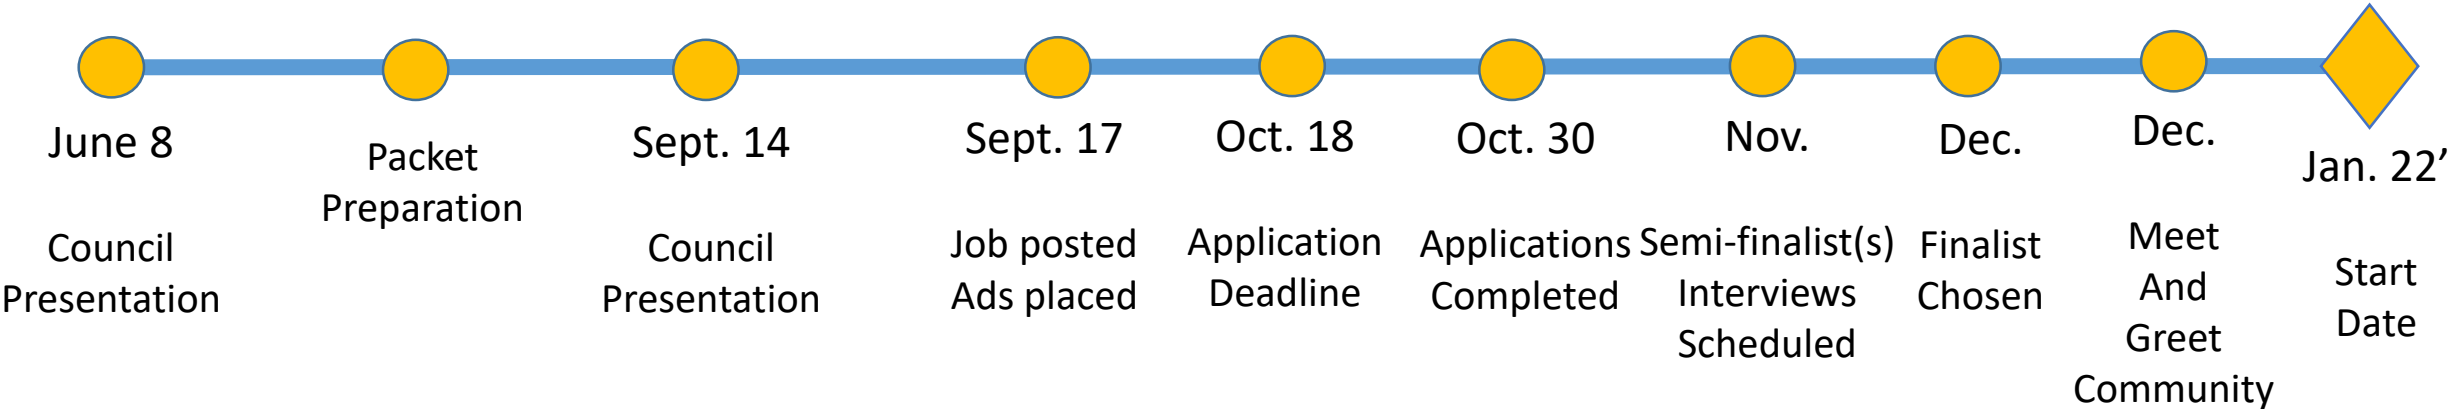 June 8
Council
Presentation
Packet
Preparation
Sept. 14
Council
Presentation
Sept. 17
Job posted
Ads placed
Oct. 18
Application
Deadline
Oct. 30
Applications
Completed
Nov.
Semi-finalist(s)
Interviews
Scheduled
Dec.
Finalist
Chosen
Dec.
Meet
And
Greet
Community
Jan. 22’
Start
Date